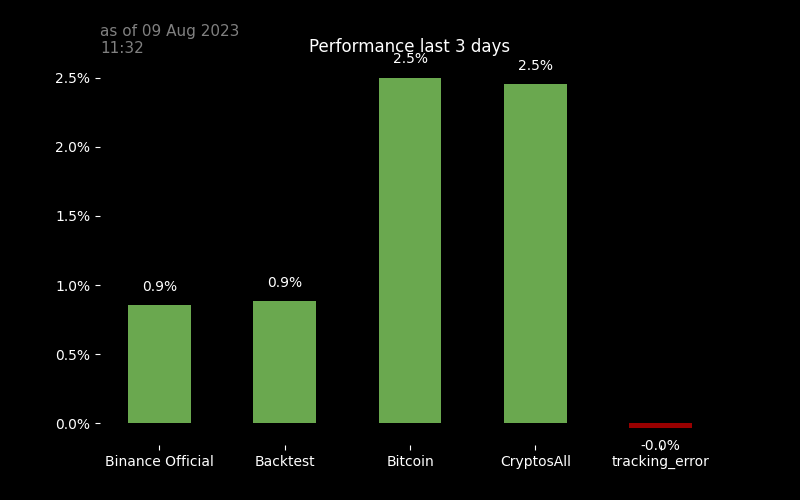 as of 09 Aug 2023
11:32
Performance last 3 days
2.5%
2.5%
2.5%
2.0%
1.5%
1.0%
0.9%
0.9%
0.5%
0.0%
-0.0%
Binance Official
Backtest
Bitcoin
CryptosAll
tracking_error